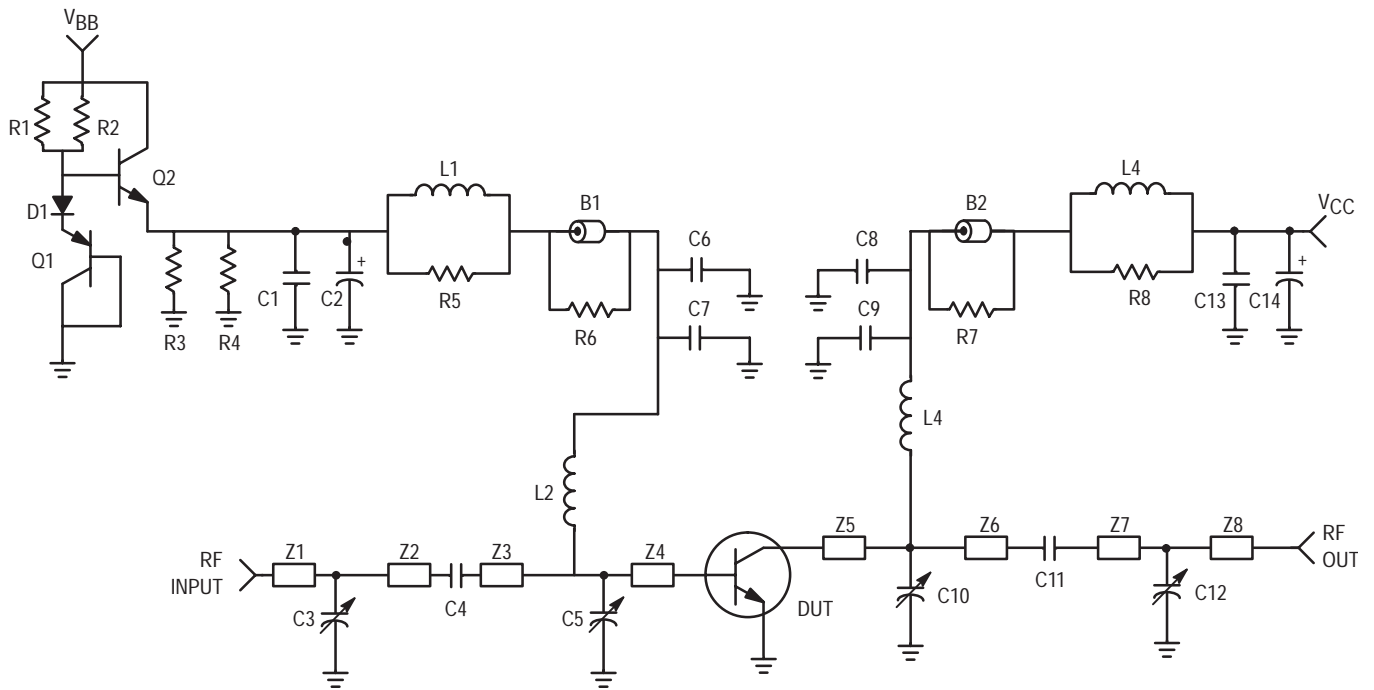 VBB
R1
R2
Q2
D1
Q1
R3
R4
C1
C2
+
L1
R5
B1
R6
C6
C7
C8
C9
B2
R7
L4
R8
C13
C14
+
VCC
L2
L4
RF
INPUT
Z1
C3
Z2
C4
Z3
C5
Z4
DUT
Z5
C10
Z6
C11
Z7
C12
Z8
RF
OUT